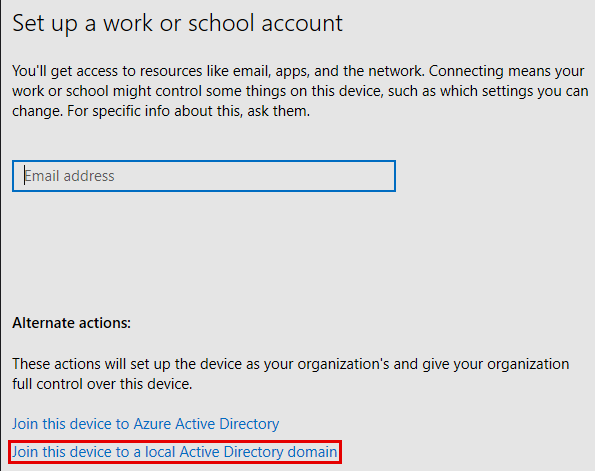 Set up a work or school account
You'll get access to resources like email, apps, and the network. Connecting means your
work or school might control some things on this device, such as which settings you can
change. For specific info about this, ask them.
Email address
Alternate actions:
These actions will set up the device as your organization's and give your organization
full control over this device.
Join this device to Azure Active Directory
Join this device to a local Active Directory domain